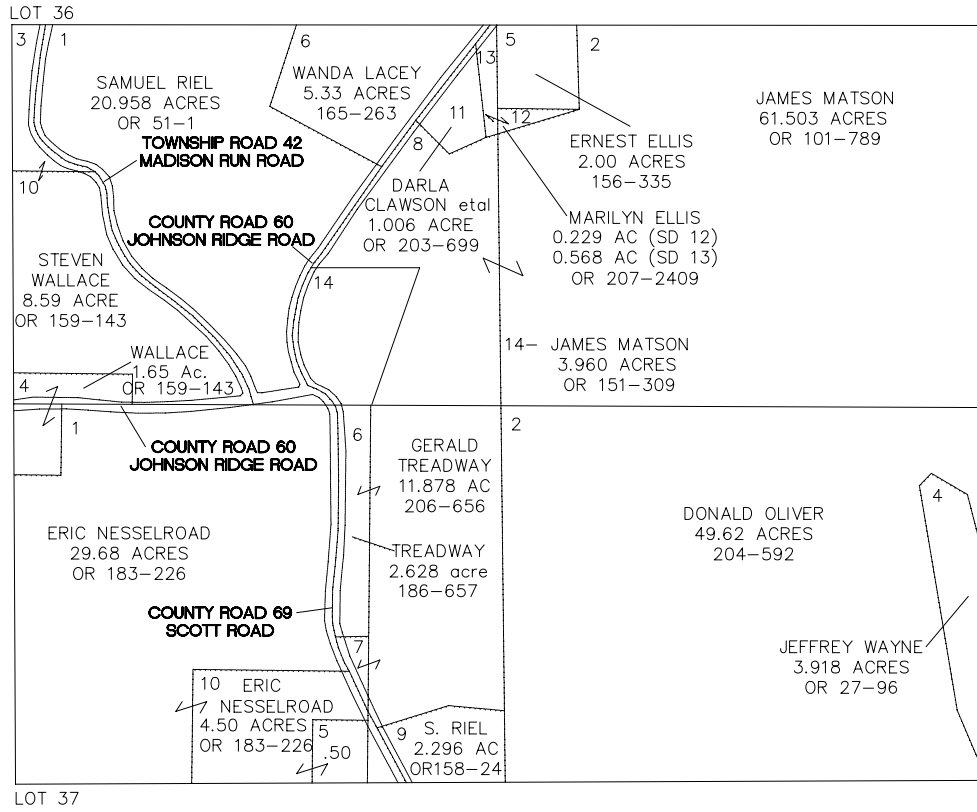 LOT 36
3
1
6
5
2
SAMUEL RIEL
20.958 ACRES
OR 51-1
WANDA LACEY
5.33 ACRES
165-263
13
11
12
8
JAMES MATSON
61.503 ACRES
OR 101-789
ERNEST ELLIS
2.00 ACRES
156-335
TOWNSHIP ROAD 42
MADISON RUN ROAD
10
DARLA
CLAWSON etal
1.006 ACRE
OR 203-699
MARILYN ELLIS
0.229 AC (SD 12)
0.568 AC (SD 13)
OR 207-2409
COUNTY ROAD 60
JOHNSON RIDGE ROAD
STEVEN
WALLACE
8.59 ACRE
OR 159-143
14
14- JAMES MATSON
3.960 ACRES
OR 151-309
WALLACE
1.65 Ac.
OR 159-143
4
1
6
2
COUNTY ROAD 60
JOHNSON RIDGE ROAD
GERALD
TREADWAY
11.878 AC
206-656
4
DONALD OLIVER
49.62 ACRES
204-592
ERIC NESSELROAD
29.68 ACRES
OR 183-226
TREADWAY
2.628 acre
186-657
COUNTY ROAD 69
SCOTT ROAD
7
JEFFREY WAYNE
3.918 ACRES
OR 27-96
10 ERIC
NESSELROAD
4.50 ACRES
OR 183-226
5
.50
9
S. RIEL
2.296 AC
OR158-24
LOT 37